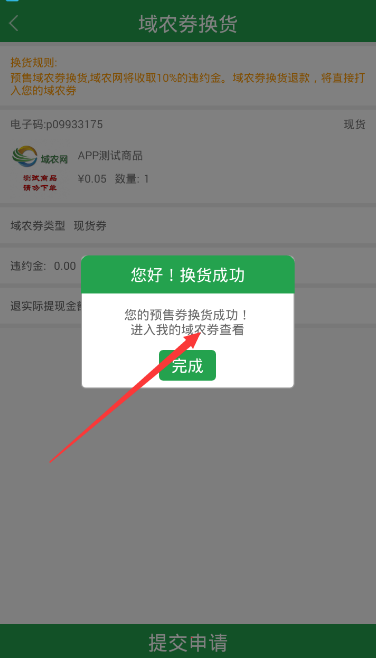 域农券换货
换货规则:
预售域农券换货,域农网将收取10%的违约金。域农券换货退款，将直接打
入您的域农券
电子码:p09933175 现货
域农网
APP测试商品
测试商品
请勿下单
¥0.05 数量: 1
域农券类型 现货券
违约金: 0.00
退实际提现金
您好！换货成功
您的预售券换货成功！
进入我的域农券查看
完成
提交申请